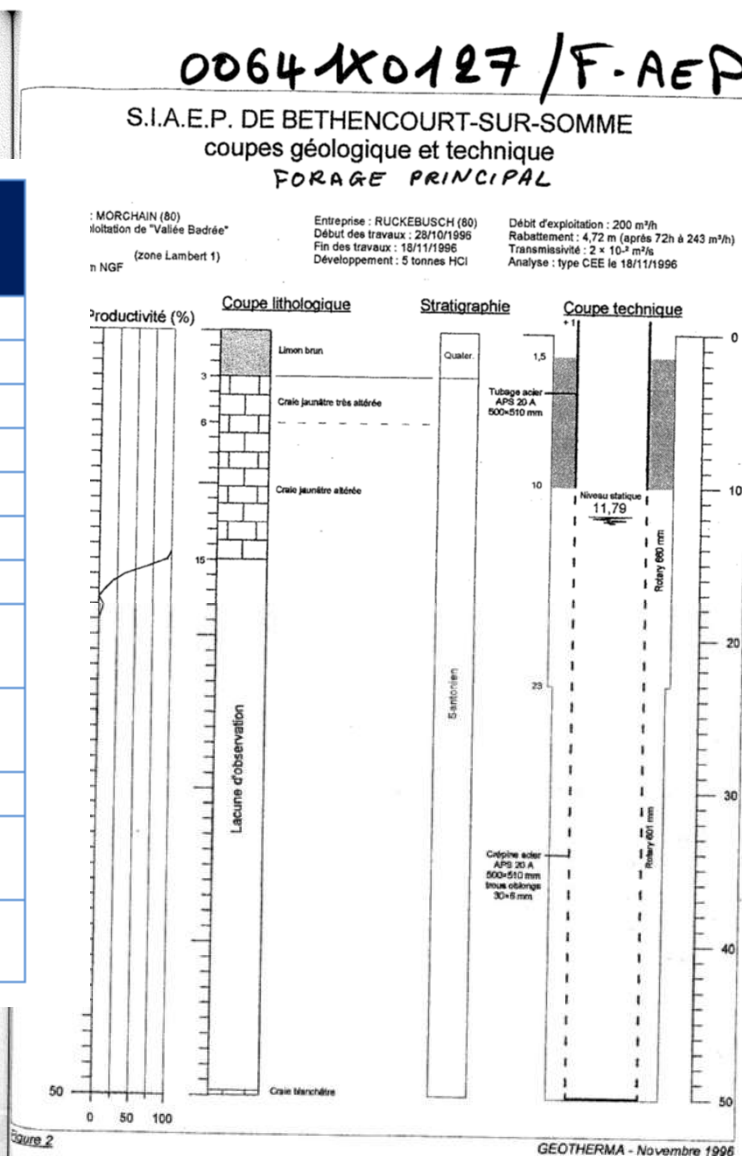 00641X0127/F-AEP
S.I.A.E.P. DE BETHENCOURT-SUR-SOMME
coupes géologique et technique
FORAGE PRINCIPAL
: MORCHAIN (80)
ploitation de "Vallée Badrée"
(zone Lambert 1)
n NGF
Entreprise : RUCKEBUSCH (80)
Début des travaux : 28/10/1996
Fin des travaux : 18/11/1996
Développement : 5 tonnes HCl
Débit d'exploitation : 200 m³/h
Rabattement : 4,72 m (après 72h à 243 m³/h)
Transmissivité : 2 × 10⁻² m²/s
Analyse : type CEE le 18/11/1996
Productivité (%)
Coupe lithologique
Stratigraphie
Coupe technique
+ 1
0
Limon brun
Quater.
1,5
3
Craie jaunâtre très altérée
Tubage acier
APS 20 A
500×510 mm
6
Craie jaunâtre altérée
10
10
Niveau statique
11,79
15
Rotary 660 mm
20
23
Santonien
Lacune d'observation
30
Rotary 601 mm
Crépine acier
APS 20 A
500×510 mm
trous oblongs
30×6 mm
40
50
Craie blanchâtre
50
0 50 100
gure 2
GEOTHERMA - Novembre 1996